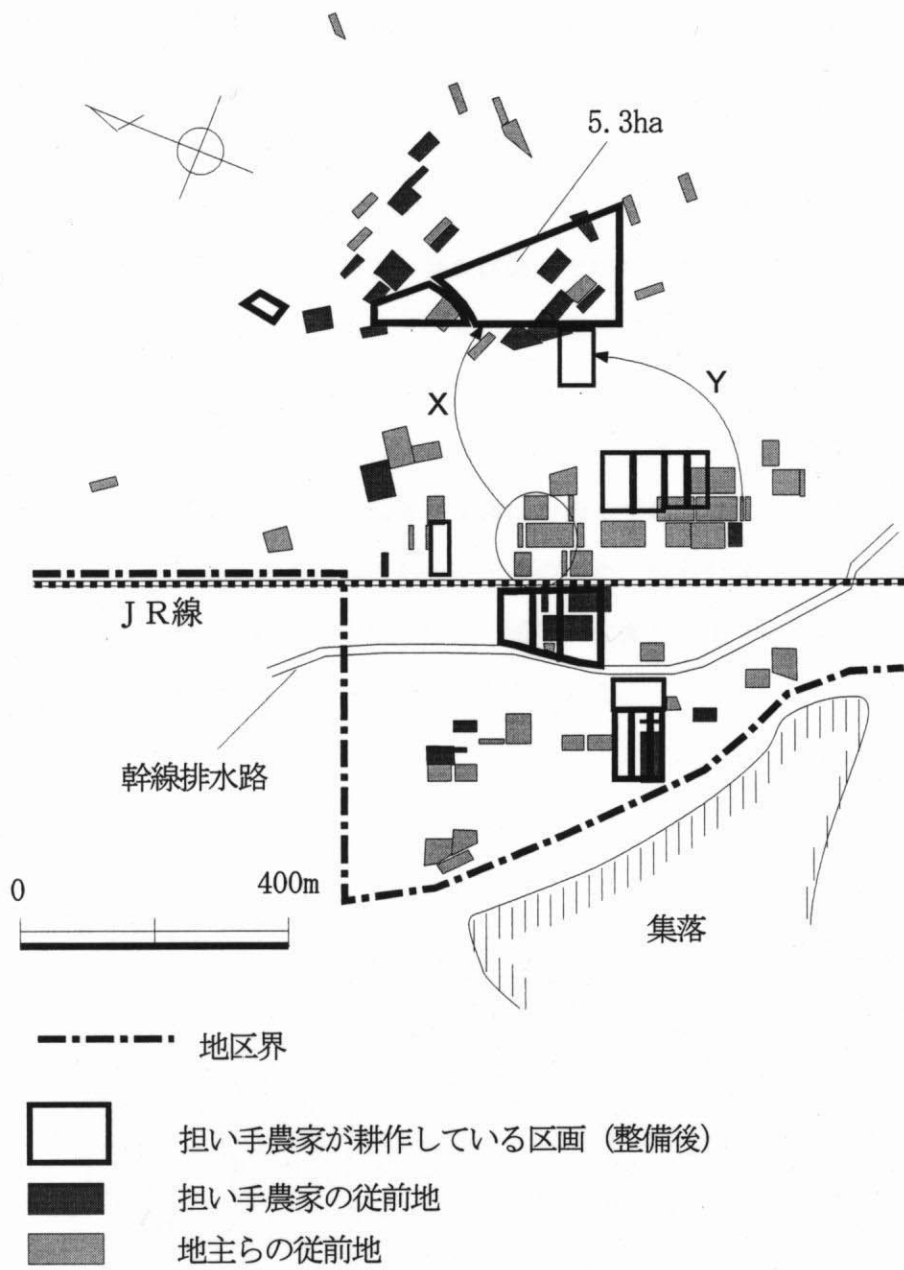 5.3ha
X
Y
ＪＲ線
幹線排水路
0
400m
集落
地区界
担い手農家が耕作している区画（整備後）
担い手農家の従前地
地主らの従前地